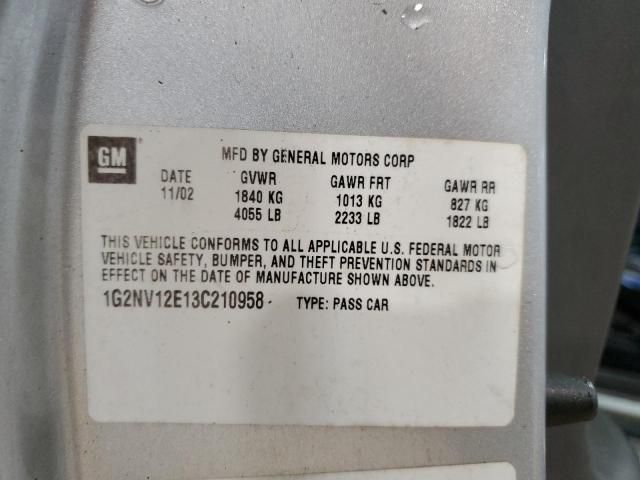 GM MFD BY GENERAL MOTORS CORP
DATE GVWR GAWR FRT GAWR RR
11/02 1840 KG 1013 KG 827 KG
4055 LB 2233 LB 1822 LB
THIS VEHICLE CONFORMS TO ALL APPLICABLE U.S. FEDERAL MOTOR
VEHICLE SAFETY, BUMPER, AND THEFT PREVENTION STANDARDS IN
EFFECT ON THE DATE OF MANUFACTURE SHOWN ABOVE.
1G2NV12E13C210958 TYPE: PASS CAR